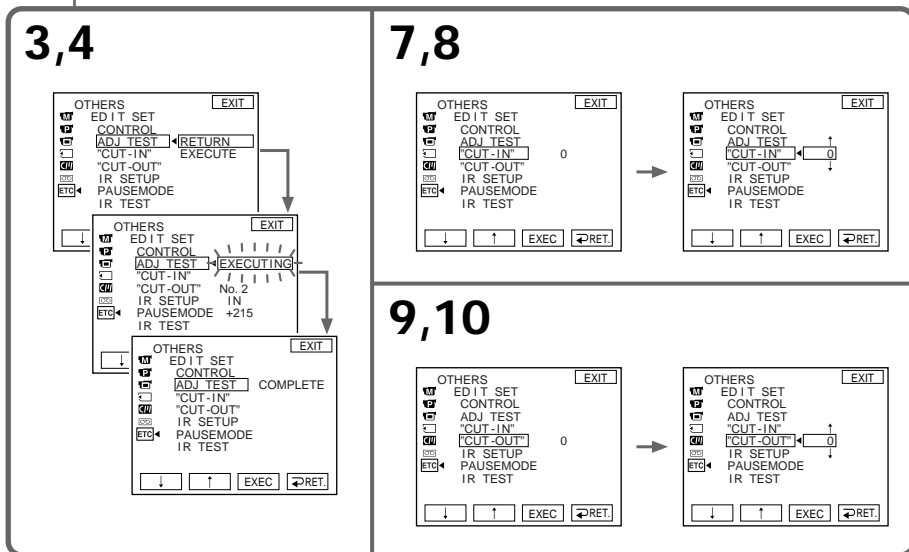 3,4
OTHERS
EXIT
EDIT SET
CONTROL
ADJ TEST RETURN
"CUT-IN" EXECUTE
"CUT-OUT"
IR SETUP
ETC PAUSEMODE
IR TEST
↓
OTHERS
EXIT
EDIT SET
CONTROL
ADJ TEST EXECUTING
"CUT-IN"
"CUT-OUT" No. 2
IR SETUP IN
ETC PAUSEMODE +215
IR TEST
↓
OTHERS
EXIT
EDIT SET
CONTROL
ADJ TEST COMPLETE
"CUT-IN"
"CUT-OUT"
IR SETUP
ETC PAUSEMODE
IR TEST
↓ ↑ EXEC RET.
7,8
OTHERS
EXIT
EDIT SET
CONTROL
ADJ TEST
"CUT-IN" 0
"CUT-OUT"
IR SETUP
ETC PAUSEMODE
IR TEST
↓ ↑ EXEC RET.
OTHERS
EXIT
EDIT SET
CONTROL
ADJ TEST ↑
"CUT-IN" 0
"CUT-OUT" ↓
IR SETUP
ETC PAUSEMODE
IR TEST
↓ ↑ EXEC RET.
9,10
OTHERS
EXIT
EDIT SET
CONTROL
ADJ TEST
"CUT-IN"
"CUT-OUT" 0
IR SETUP
ETC PAUSEMODE
IR TEST
↓ ↑ EXEC RET.
OTHERS
EXIT
EDIT SET
CONTROL
ADJ TEST
"CUT-IN" ↑
"CUT-OUT" 0
IR SETUP ↓
ETC PAUSEMODE
IR TEST
↓ ↑ EXEC RET.